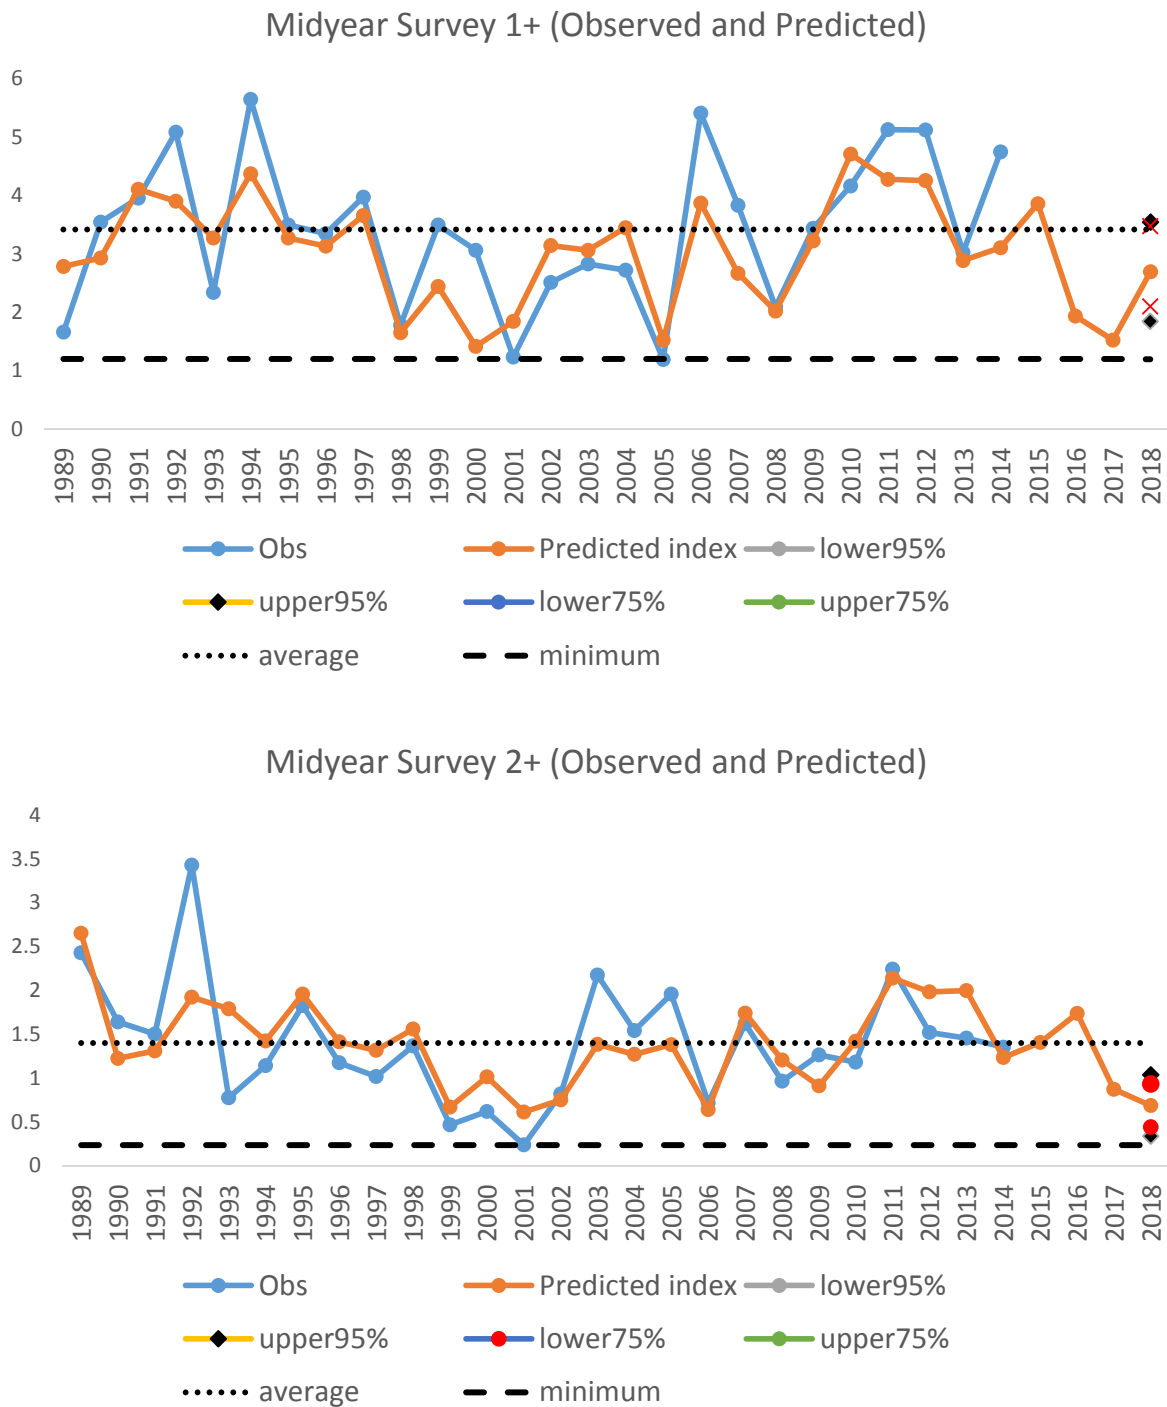 Midyear Survey 1+ (Observed and Predicted)
6
5
4
3
2
1
0
1989 1990 1991 1992 1993 1994 1995 1996 1997 1998 1999 2000 2001 2002 2003 2004 2005 2006 2007 2008 2009 2010 2011 2012 2013 2014 2015 2016 2017 2018
Obs Predicted index lower95%
upper95% lower75% upper75%
average minimum
Midyear Survey 2+ (Observed and Predicted)
4
3.5
3
2.5
2
1.5
1
0.5
0
1989 1990 1991 1992 1993 1994 1995 1996 1997 1998 1999 2000 2001 2002 2003 2004 2005 2006 2007 2008 2009 2010 2011 2012 2013 2014 2015 2016 2017 2018
Obs Predicted index lower95%
upper95% lower75% upper75%
average minimum